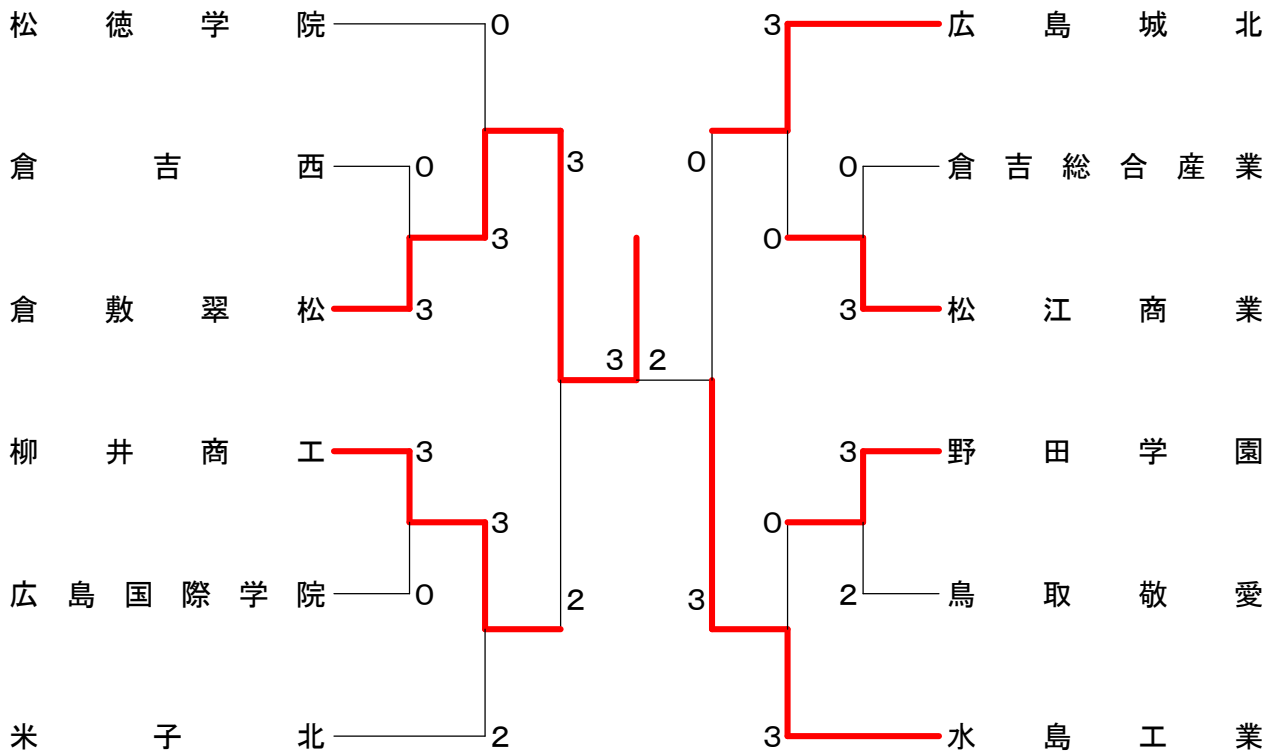 松徳学院 0 3 広島城北
倉吉西 0 3 0 0 倉吉総合産業
3 0
倉敷翠松 3 3 松江商業
3 2
柳井商工 3 3 野田学園
3 0
広島国際学院 0 2 3 2 鳥取敬愛
米子北 2 3 水島工業